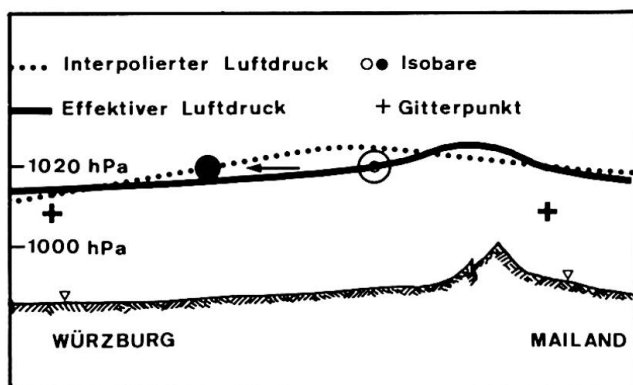 Interpolierter Luftdruck ○● Isobare
Effektiver Luftdruck + Gitterpunkt
1020 hPa
1000 hPa
WÜRZBURG MAILAND